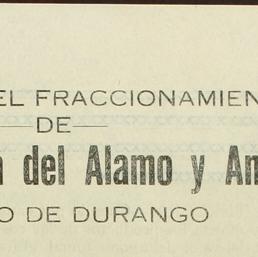 EL FRACCIONAMIEN
DE
del Alamo y An
O DE DURANGO